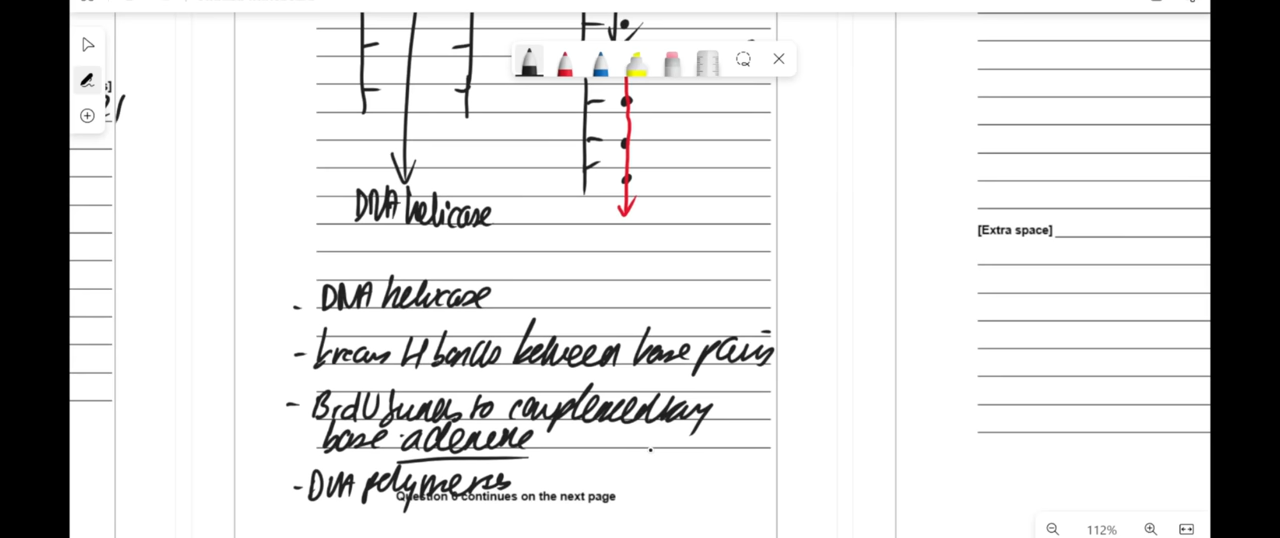 DNA helicase
[Extra space]
- DNA helicase
- breaks H bonds between base pairs
- BrdU binds to complementary
base adenine
- DNA polymeras
Question 6 continues on the next page
112%